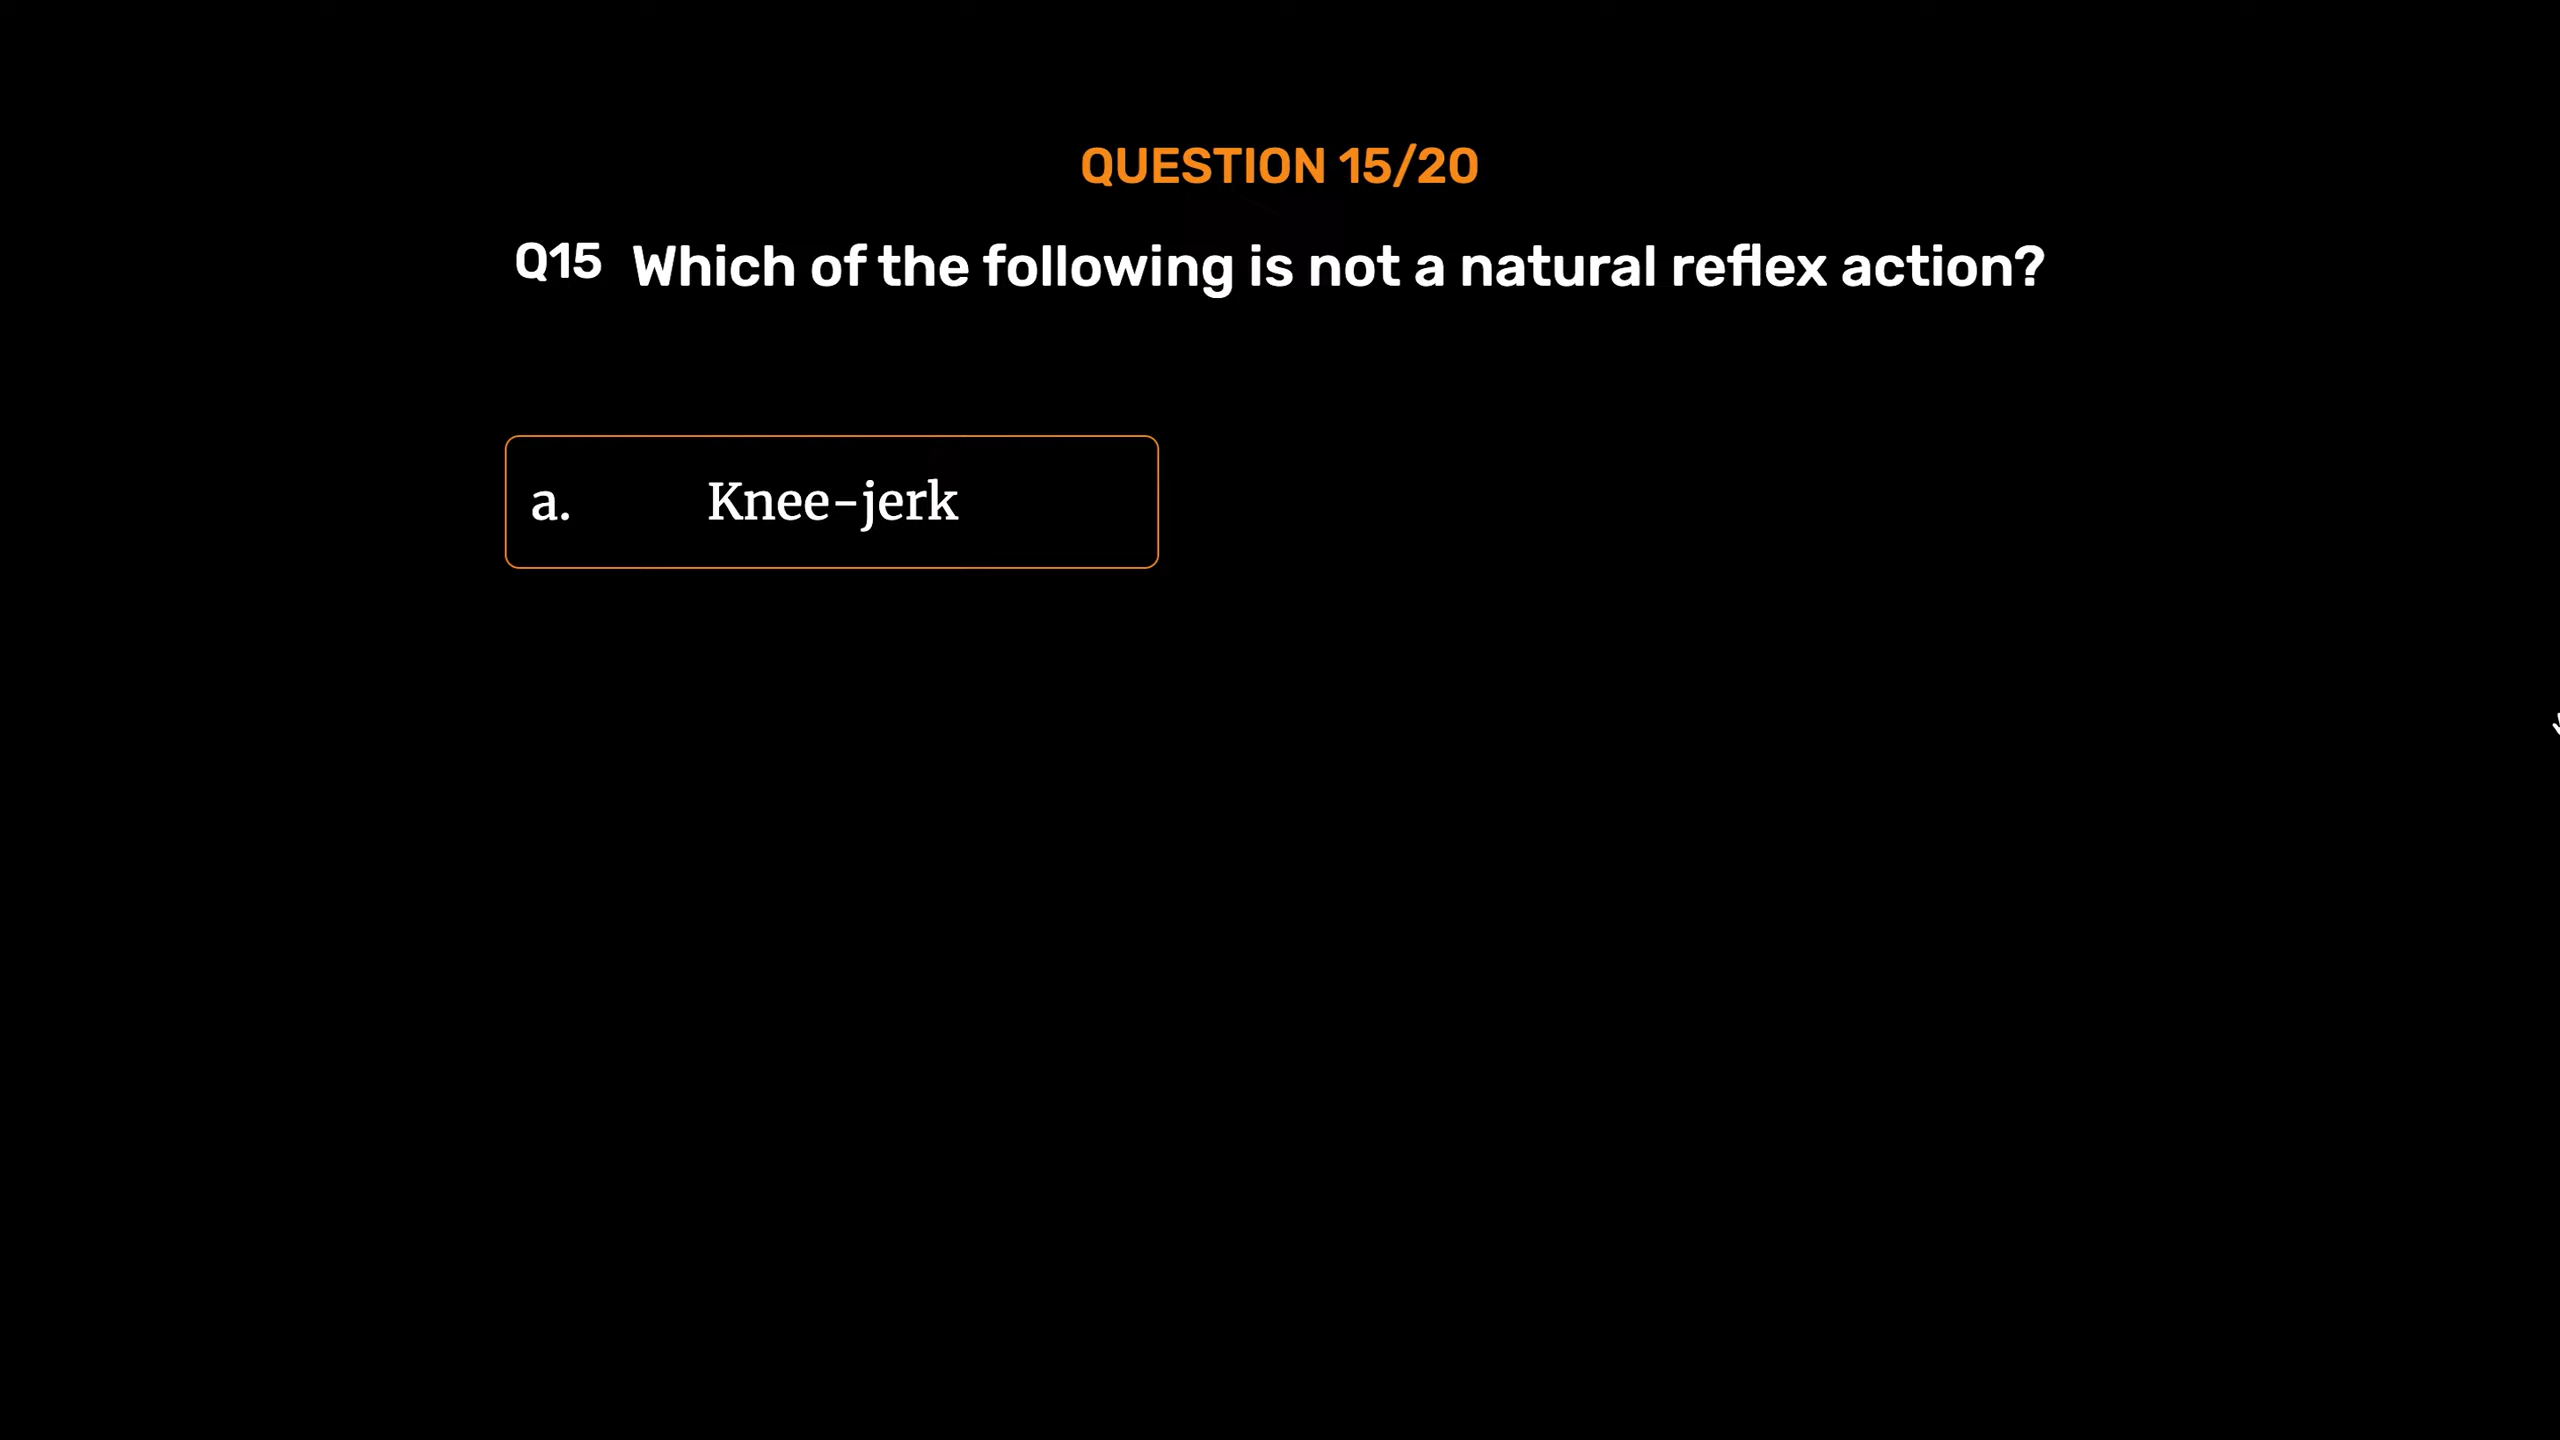 QUESTION 15/20
Q15 Which of the following is not a natural reflex action?
a. Knee-jerk